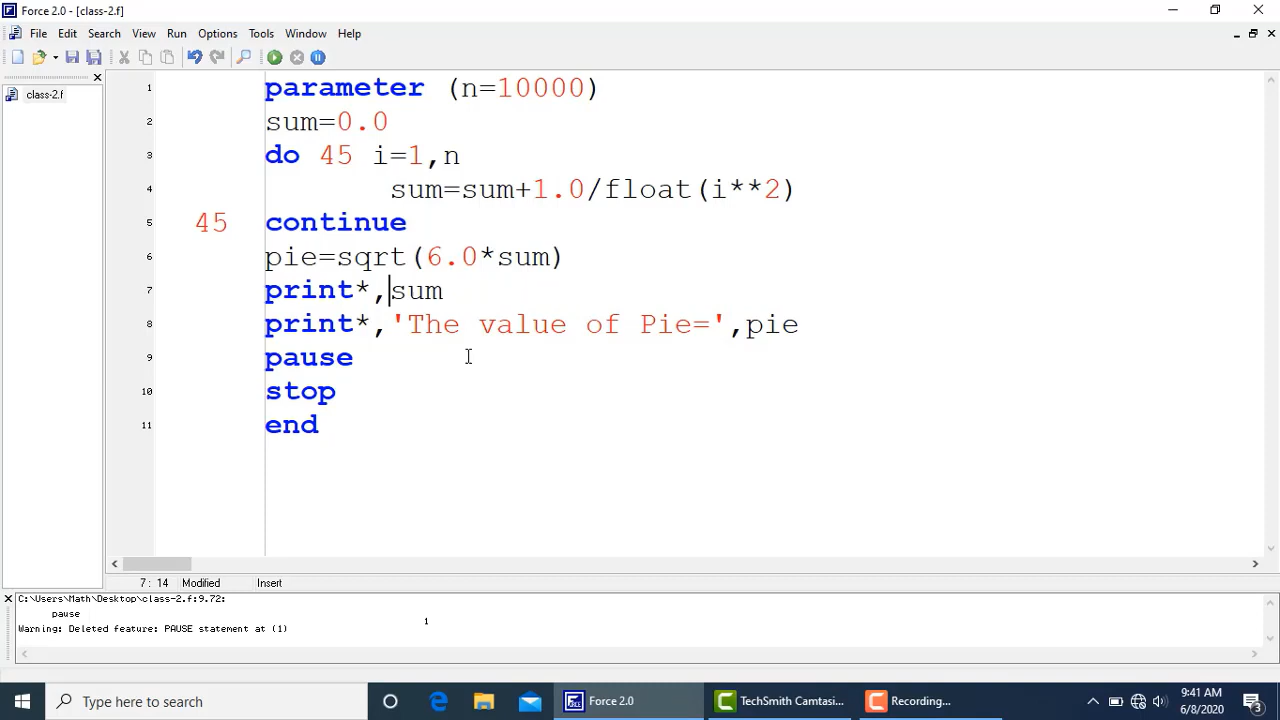 Force 2.0 - [class-2.f]
File Edit Search View Run Options Tools Window Help
class-2.f
1 parameter (n=10000)
2 sum=0.0
3 do 45 i=1,n
4 sum=sum+1.0/float(i**2)
5 45 continue
6 pie=sqrt(6.0*sum)
7 print*,sum
8 print*,'The value of Pie=',pie
9 pause
10 stop
11 end
7: 14 Modified Insert
C:\Users\Math\Desktop\class-2.f:9.72:
pause
1
Warning: Deleted feature: PAUSE statement at (1)
Type here to search
Force 2.0
TechSmith Camtasi...
Recording...
9:41 AM
6/8/2020
3